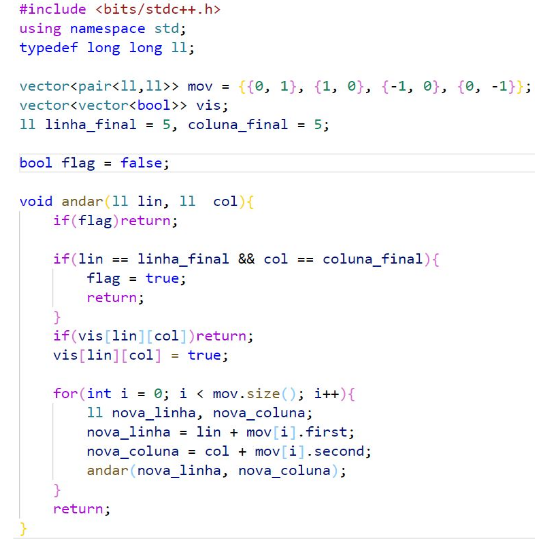 #include <bits/stdc++.h>
using namespace std;
typedef long long ll;

vector<pair<ll,ll>> mov = {{0, 1}, {1, 0}, {-1, 0}, {0, -1}};
vector<vector<bool>> vis;
ll linha_final = 5, coluna_final = 5;

bool flag = false;

void andar(ll lin, ll  col){
    if(flag)return;

    if(lin == linha_final && col == coluna_final){
        flag = true;
        return;
    }
    if(vis[lin][col])return;
    vis[lin][col] = true;

    for(int i = 0; i < mov.size(); i++){
        ll nova_linha, nova_coluna;
        nova_linha = lin + mov[i].first;
        nova_coluna = col + mov[i].second;
        andar(nova_linha, nova_coluna);
    }
    return;
}